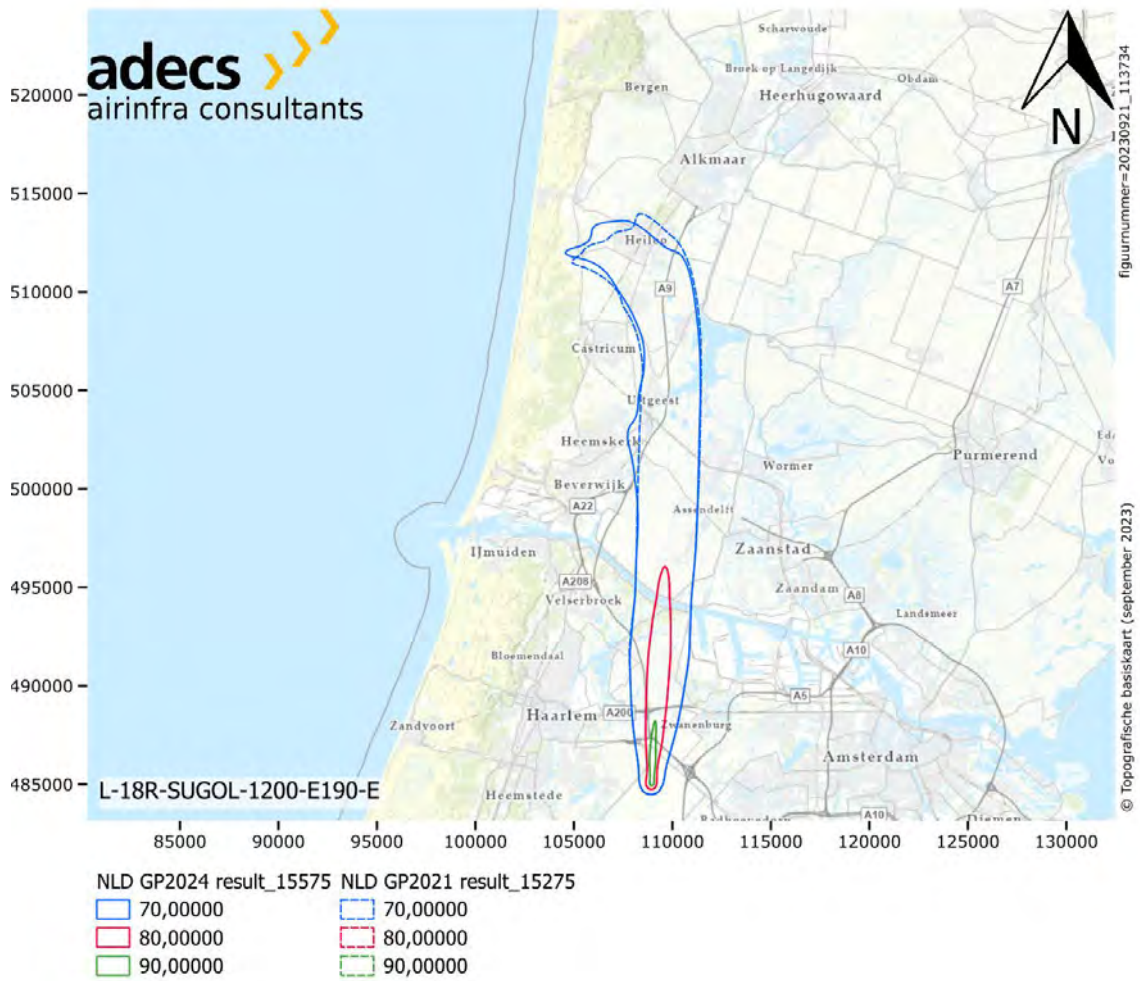 adecs
airinfra consultants
Scharwoude
Broek op Langedijk
Obdam
Bergen
Heerhugowaard
N
Alkmaar
Heiloo
A9
A7
Castricum
Uitgeest
Heemskerk
Purmerend
Wormer
Beverwijk
A22
Assendelft
IJmuiden
Zaanstad
A208
Velserbroek
Zaandam
A8
Landsmeer
Bloemendaal
A10
A5
Haarlem
A200
Zwanenburg
Zandvoort
Amsterdam
L-18R-SUGOL-1200-E190-E
Heemstede
A10
Diemen
520000
515000
510000
505000
500000
495000
490000
485000
85000 90000 95000 100000 105000 110000 115000 120000 125000 130000
figuurnummer=20230921_113734
© Topografische basiskaart (september 2023)
NLD GP2024 result_15575 NLD GP2021 result_15275
70,00000 70,00000
80,00000 80,00000
90,00000 90,00000